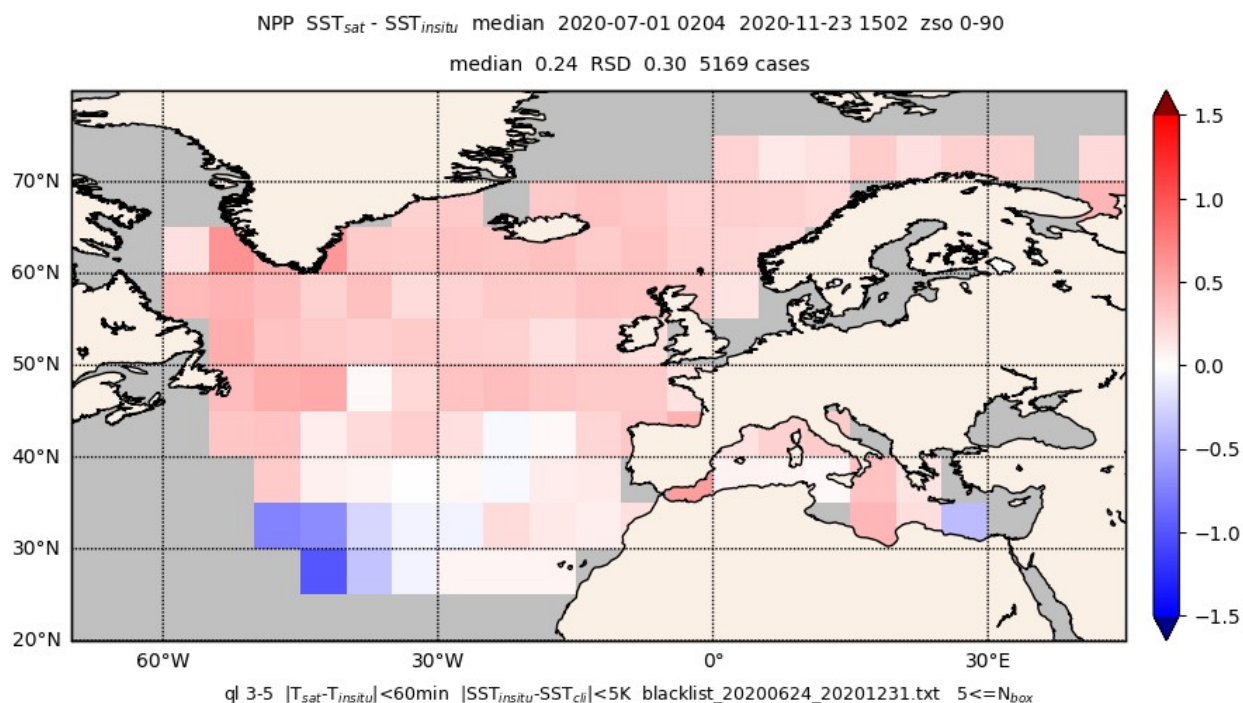 NPP SST_sat - SST_insitu median 2020-07-01 0204 2020-11-23 1502 zso 0-90
median 0.24 RSD 0.30 5169 cases
70°N
60°N
50°N
40°N
30°N
20°N
60°W 30°W 0° 30°E
1.5
1.0
0.5
0.0
−0.5
−1.0
−1.5
ql 3-5 |T_sat-T_insitu|<60min |SST_insitu-SST_cli|<5K blacklist_20200624_20201231.txt 5<=N_box